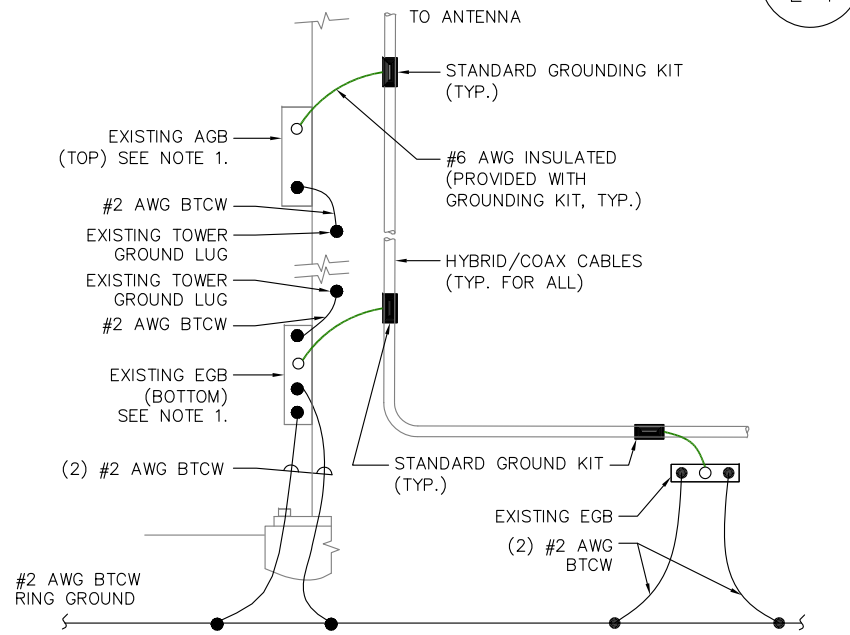 TO ANTENNA
STANDARD GROUNDING KIT
(TYP.)
EXISTING AGB
(TOP) SEE NOTE 1.
#6 AWG INSULATED
(PROVIDED WITH
GROUNDING KIT, TYP.)
#2 AWG BTCW
EXISTING TOWER
GROUND LUG
HYBRID/COAX CABLES
(TYP. FOR ALL)
EXISTING TOWER
GROUND LUG
#2 AWG BTCW
EXISTING EGB
(BOTTOM)
SEE NOTE 1.
(2) #2 AWG BTCW
STANDARD GROUND KIT
(TYP.)
EXISTING EGB
(2) #2 AWG
BTCW
#2 AWG BTCW
RING GROUND